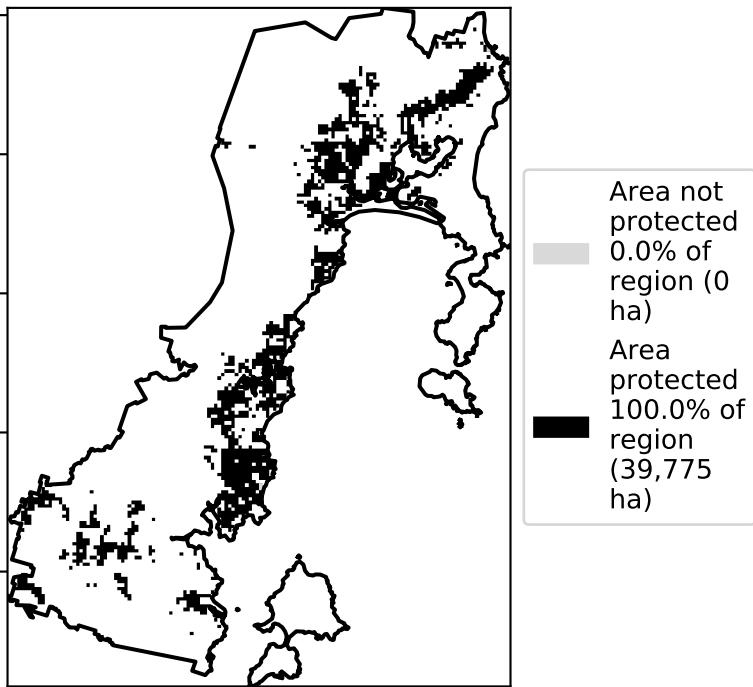 Area not
protected
0.0% of
region (0
ha)
Area
protected
100.0% of
region
(39,775
ha)